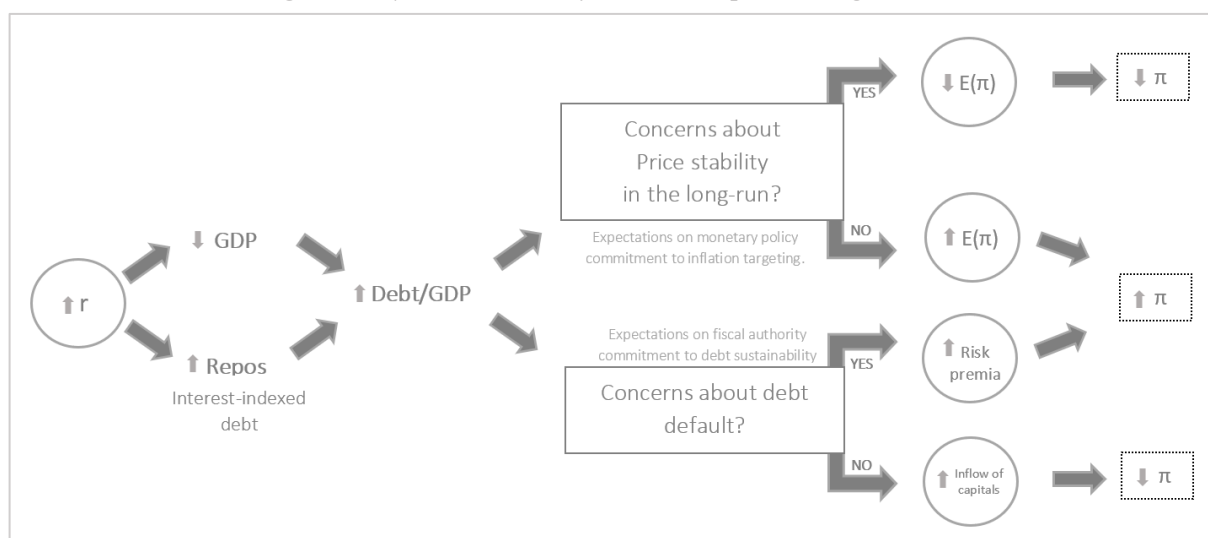 ↑ r
↓ GDP
↑ Repos
Interest-indexed
debt
↑ Debt/GDP
Concerns about
Price stability
in the long-run?
Expectations on monetary policy
commitment to inflation targeting.
YES
↓ E(π)
↓ π
NO
↑ E(π)
↑ π
Expectations on fiscal authority
commitment to debt sustainability
Concerns about debt
default?
YES
↑ Risk
premia
NO
↑ Inflow of
capitals
↓ π